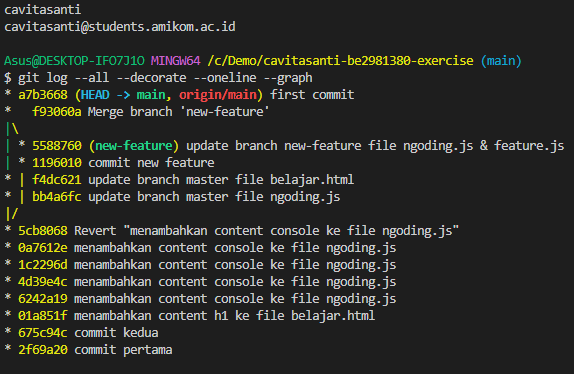 cavitasanti
cavitasanti@students.amikom.ac.id
Asus@DESKTOP-IFO7J1O MINGW64 /c/Demo/cavitasanti-be2981380-exercise (main)
$ git log --all --decorate --oneline --graph
* a7b3668 (HEAD -> main, origin/main) first commit
*   f93060a Merge branch 'new-feature'
|\
| * 5588760 (new-feature) update branch new-feature file ngoding.js & feature.js
| * 1196010 commit new feature
* | f4dc621 update branch master file belajar.html
* | bb4a6fc update branch master file ngoding.js
|/
* 5cb8068 Revert "menambahkan content console ke file ngoding.js"
* 0a7612e menambahkan content console ke file ngoding.js
* 1c2296d menambahkan content console ke file ngoding.js
* 4d39e4c menambahkan content console ke file ngoding.js
* 6242a19 menambahkan content console ke file ngoding.js
* 01a851f menambahkan content h1 ke file belajar.html
* 675c94c commit kedua
* 2f69a20 commit pertama